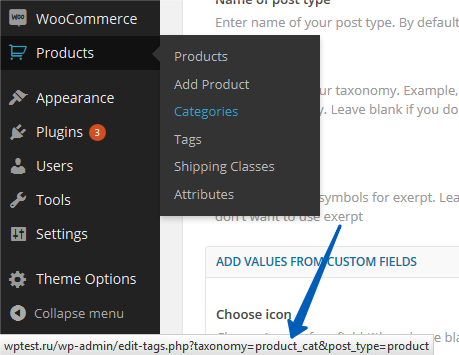 Name of post type
WooCommerce
Enter name of your post type. By default
Products
Products
Add Product
Categories
Tags
Shipping Classes
Attributes
ur taxonomy. Example,
y. Leave blank if you do
symbols for exerpt. Lea
don't want to use exerpt
Appearance
Plugins 3
Users
Tools
Settings
Theme Options
Collapse menu
ADD VALUES FROM CUSTOM FIELDS
Choose icon
wptest.ru/wp-admin/edit-tags.php?taxonomy=product_cat&post_type=product